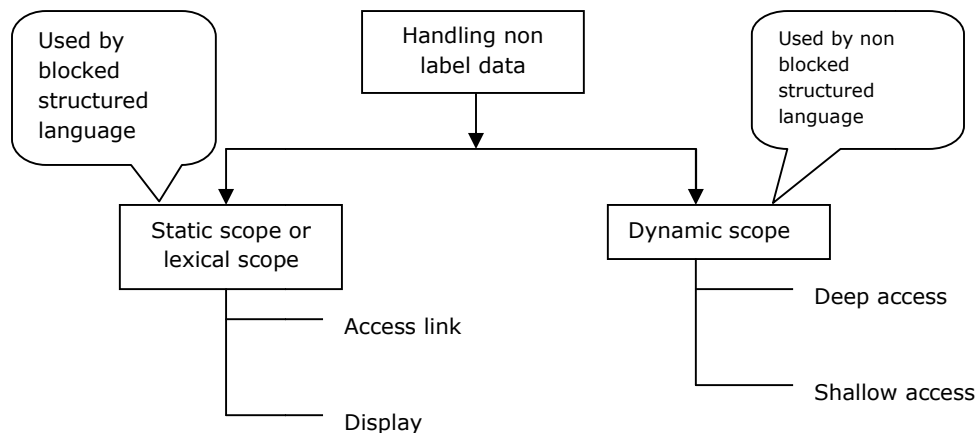 Used by
blocked
structured
language
Handling non
label data
Used by non
blocked
structured
language
Static scope or
lexical scope
Dynamic scope
Access link
Display
Deep access
Shallow access